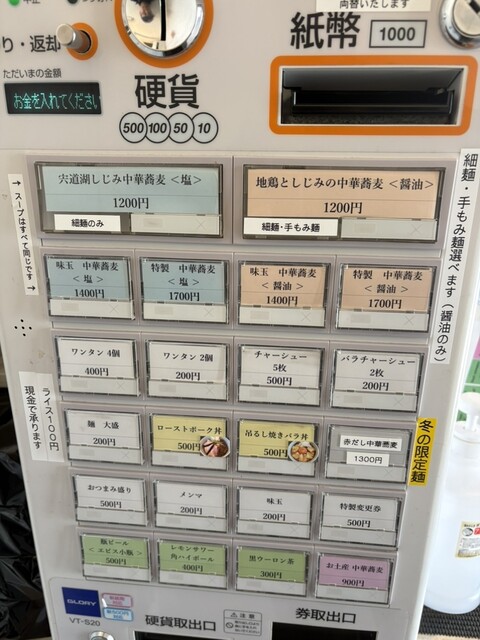 両替いたします
り・返却
ただいまの金額
お金を入れてくださ
硬貨
500 100 50 10
紙幣
1000
→ スープはすべて同じです →
宍道湖しじみ中華蕎麦 <塩>
1200円
細麺のみ
地鶏としじみの中華蕎麦 <醤油>
1200円
細麺・手もみ麺
細麺・手もみ麺選べます(醤油のみ)
味玉 中華蕎麦
< 塩 >
1400円
特製 中華蕎麦
< 塩 >
1700円
味玉 中華蕎麦
< 醤油 >
1400円
特製 中華蕎麦
< 醤油 >
1700円
ワンタン 4個
400円
ワンタン 2個
200円
チャーシュー
5枚
500円
バラチャーシュー
2枚
200円
ライス100円
現金で承ります
麺 大盛
200円
ローストポーク丼
500円
吊るし焼きバラ丼
500円
赤だし中華蕎麦
1300円
冬の限定麺
おつまみ盛り
500円
メンマ
200円
味玉
200円
特製変更券
500円
瓶ビール
< エビス小瓶 >
500円
レモンサワー
角ハイボール
400円
黒ウーロン茶
300円
お土産 中華蕎麦
900円
GLORY
VT-S20
硬貨取出口
⚠注意
券取出口